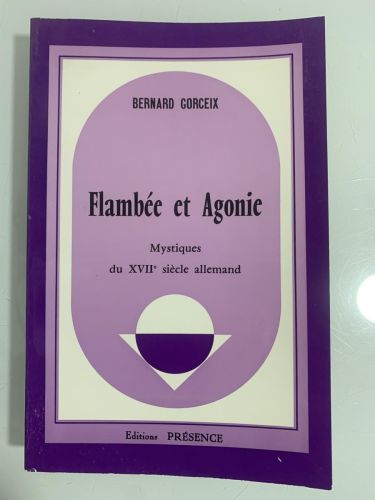 BERNARD GORCEIX
Flambée et Agonie
Mystiques
du XVIIe siècle allemand
Editions PRÉSENCE